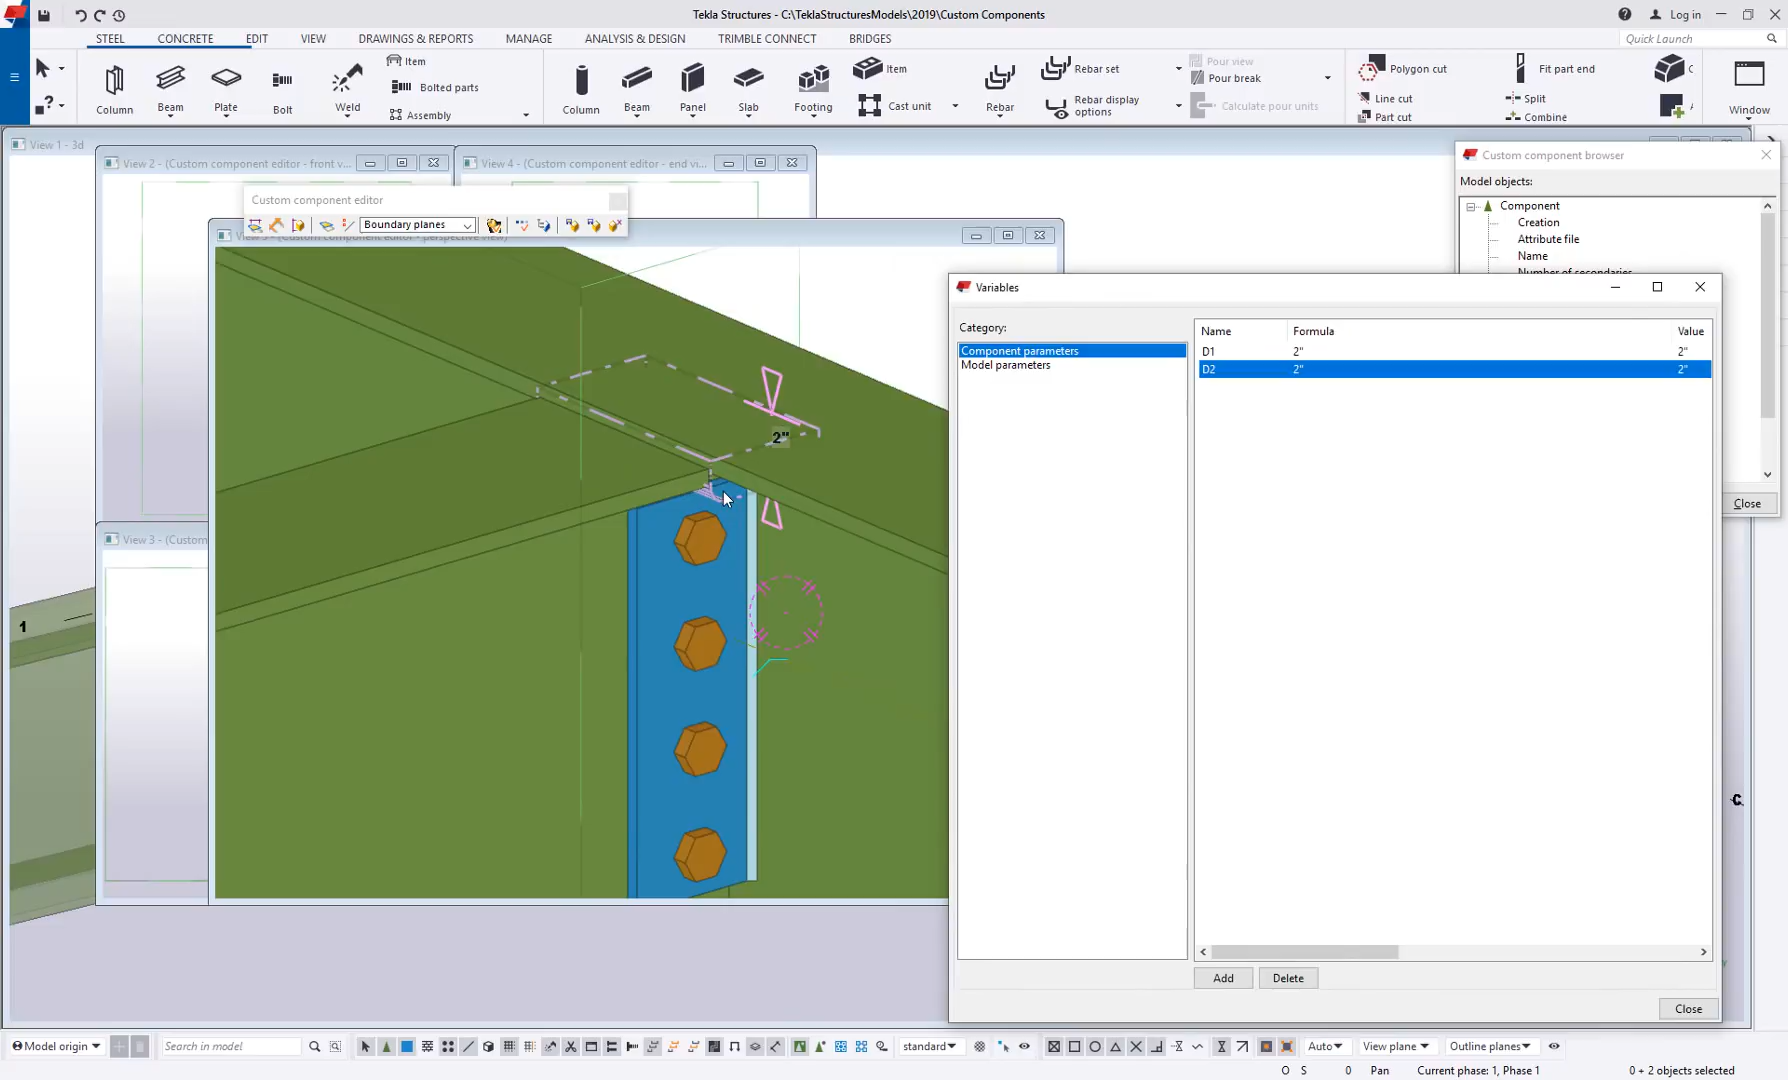 Tekla Structures - C:\TeklaStructuresModels\2019\Custom Components
Log in
STEEL CONCRETE EDIT VIEW DRAWINGS & REPORTS MANAGE ANALYSIS & DESIGN TRIMBLE CONNECT BRIDGES
Quick Launch
Column Beam Plate Bolt Weld
Item
Bolted parts
Assembly
Column Beam Panel Slab Footing
Item
Cast unit
Rebar
Rebar set
Rebar display options
Pour view
Pour break
Calculate pour units
Polygon cut
Line cut
Part cut
Fit part end
Split
Combine
C
Window
View 1 - 3d
View 2 - (Custom component editor - front v...
View 4 - (Custom component editor - end vi...
Custom component editor
Boundary planes
View 3 - (Custom
2"
1
C
Custom component browser
Model objects:
Component
Creation
Attribute file
Name
Number of secondaries
Close
Variables
Category:
Component parameters
Model parameters
Name Formula Value
D1 2" 2"
D2 2" 2"
Add Delete
Close
Model origin
Search in model
standard
Auto
View plane
Outline planes
O S 0 Pan Current phase: 1, Phase 1 0 + 2 objects selected